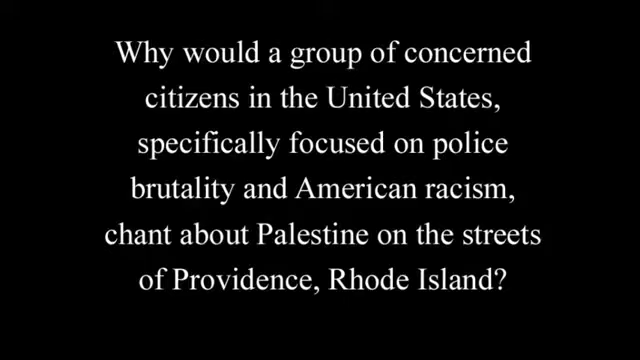 Why would a group of concerned
citizens in the United States,
specifically focused on police
brutality and American racism,
chant about Palestine on the streets
of Providence, Rhode Island?